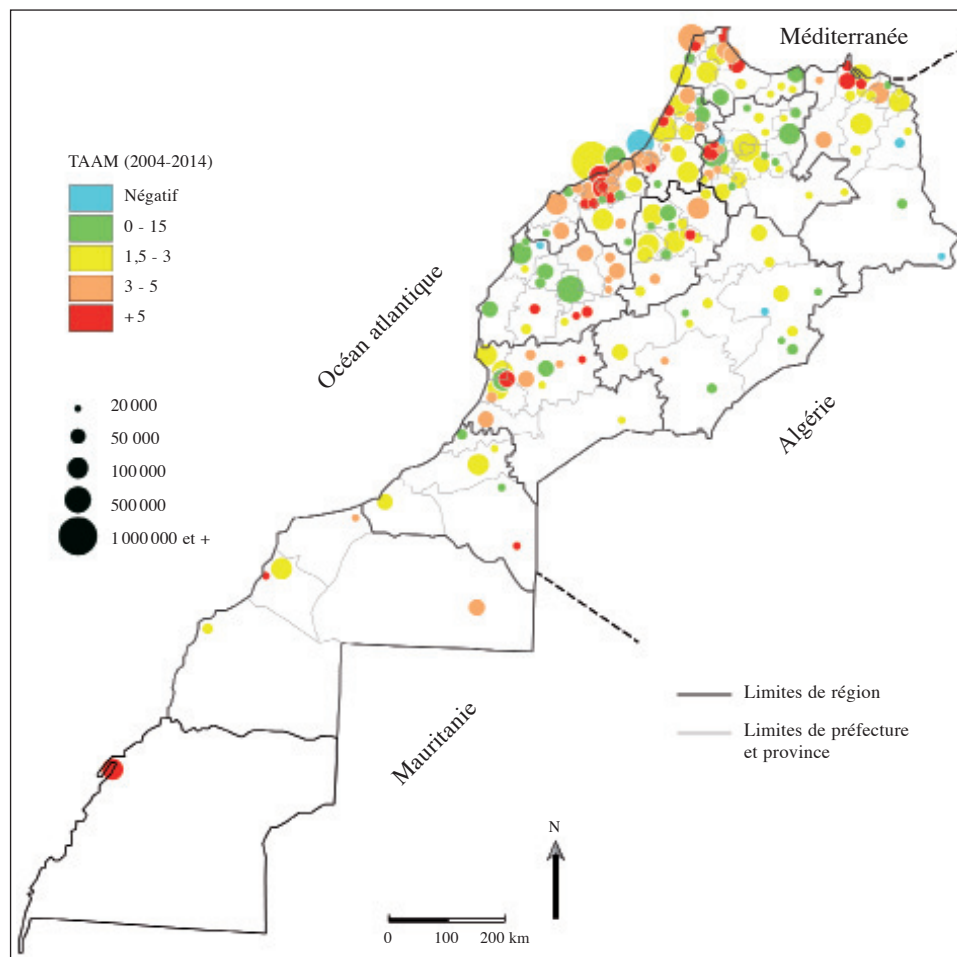 Méditerranée
TAAM (2004-2014)
Négatif
0 - 15
1,5 - 3
3 - 5
+5
Océan atlantique
20 000
50 000
100 000
500 000
1 000 000 et +
Algérie
Mauritanie
Limites de région
Limites de préfecture
et province
N
0 100 200 km